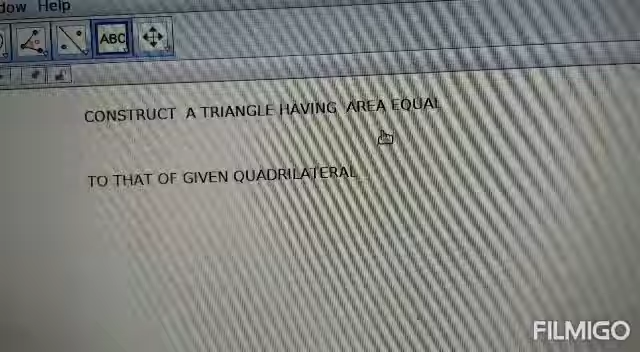 dow Help
ABC
CONSTRUCT A TRIANGLE HAVING AREA EQUAL
TO THAT OF GIVEN QUADRILATERAL
FILMIGO